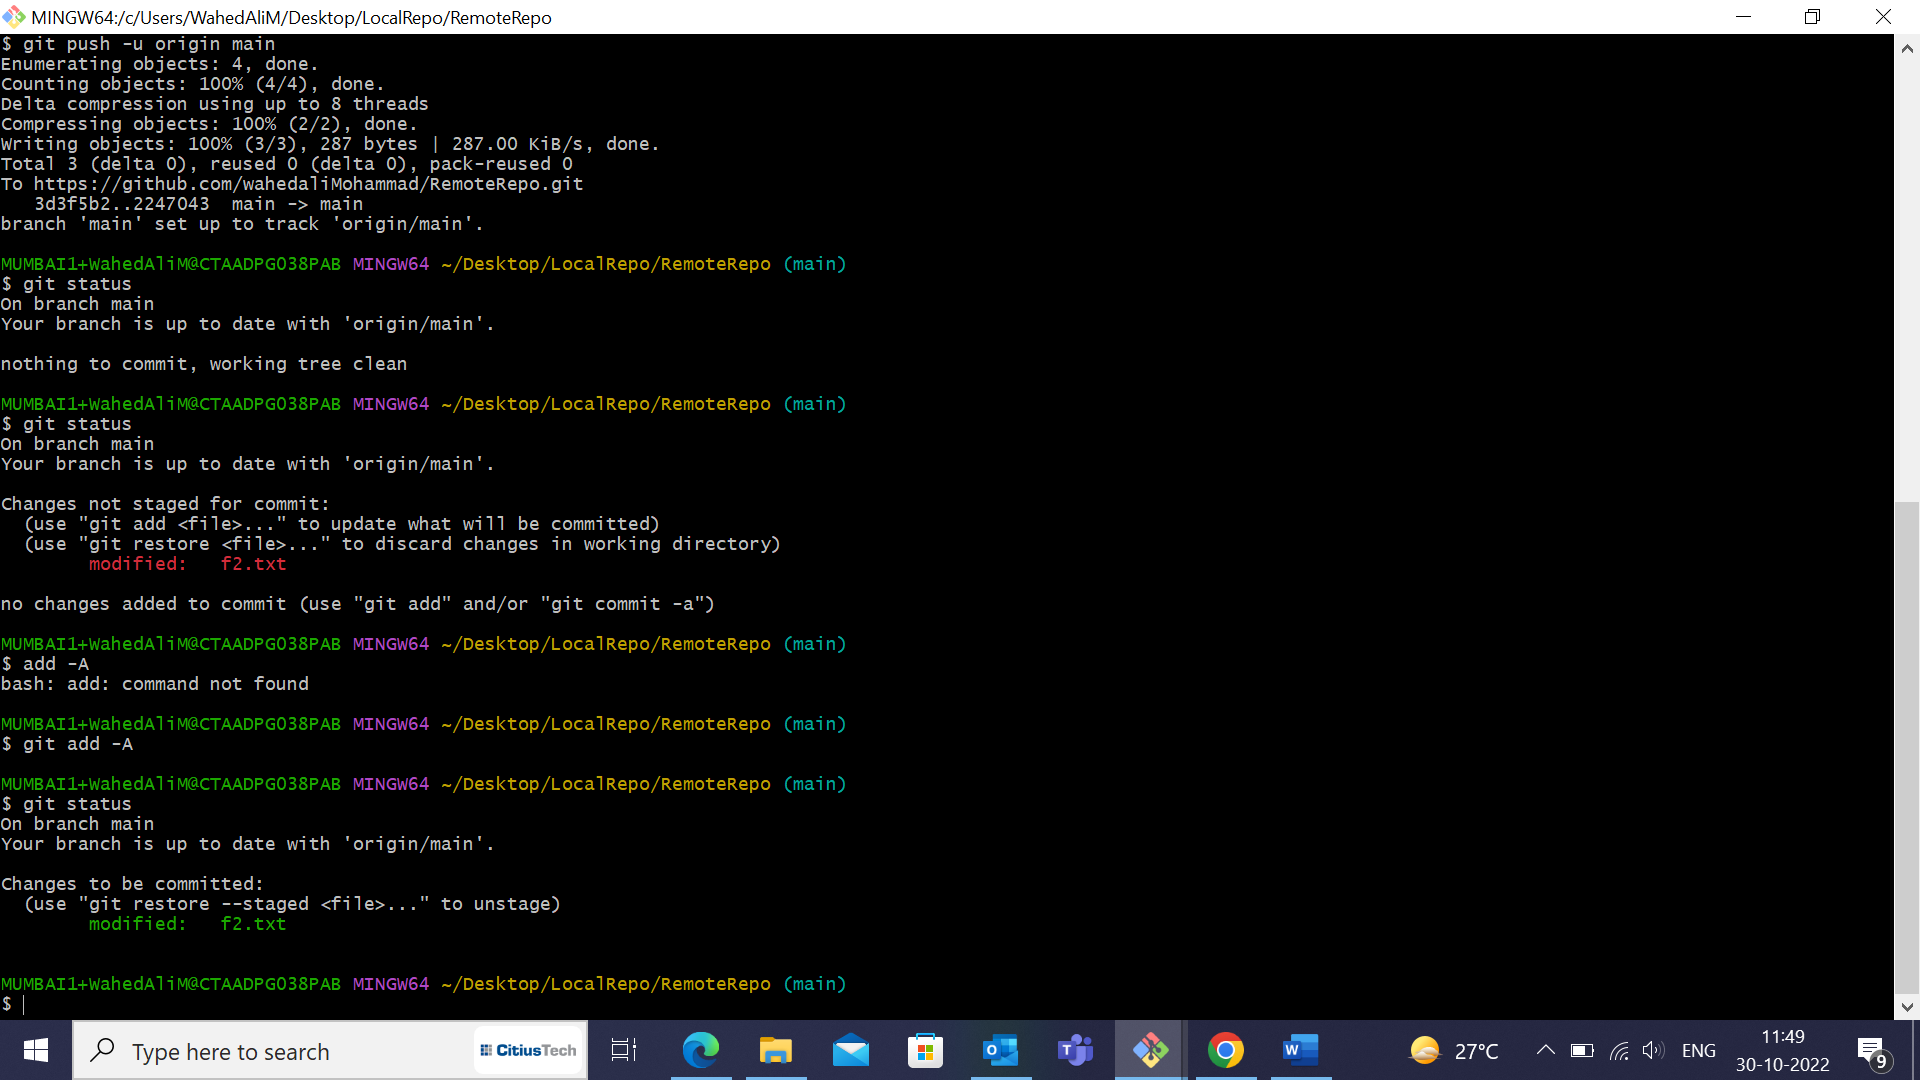 MINGW64:/c/Users/WahedAliM/Desktop/LocalRepo/RemoteRepo
$ git push -u origin main
Enumerating objects: 4, done.
Counting objects: 100% (4/4), done.
Delta compression using up to 8 threads
Compressing objects: 100% (2/2), done.
Writing objects: 100% (3/3), 287 bytes | 287.00 KiB/s, done.
Total 3 (delta 0), reused 0 (delta 0), pack-reused 0
To https://github.com/wahedaliMohammad/RemoteRepo.git
   3d3f5b2..2247043  main -> main
branch 'main' set up to track 'origin/main'.
MUMBAI1+WahedAliM@CTAADPG038PAB MINGW64 ~/Desktop/LocalRepo/RemoteRepo (main)
$ git status
On branch main
Your branch is up to date with 'origin/main'.
nothing to commit, working tree clean
MUMBAI1+WahedAliM@CTAADPG038PAB MINGW64 ~/Desktop/LocalRepo/RemoteRepo (main)
$ git status
On branch main
Your branch is up to date with 'origin/main'.
Changes not staged for commit:
  (use "git add <file>..." to update what will be committed)
  (use "git restore <file>..." to discard changes in working directory)
        modified:   f2.txt
no changes added to commit (use "git add" and/or "git commit -a")
MUMBAI1+WahedAliM@CTAADPG038PAB MINGW64 ~/Desktop/LocalRepo/RemoteRepo (main)
$ add -A
bash: add: command not found
MUMBAI1+WahedAliM@CTAADPG038PAB MINGW64 ~/Desktop/LocalRepo/RemoteRepo (main)
$ git add -A
MUMBAI1+WahedAliM@CTAADPG038PAB MINGW64 ~/Desktop/LocalRepo/RemoteRepo (main)
$ git status
On branch main
Your branch is up to date with 'origin/main'.
Changes to be committed:
  (use "git restore --staged <file>..." to unstage)
        modified:   f2.txt
MUMBAI1+WahedAliM@CTAADPG038PAB MINGW64 ~/Desktop/LocalRepo/RemoteRepo (main)
$
Type here to search
CitiusTech
27°C
ENG
11:49
30-10-2022
9